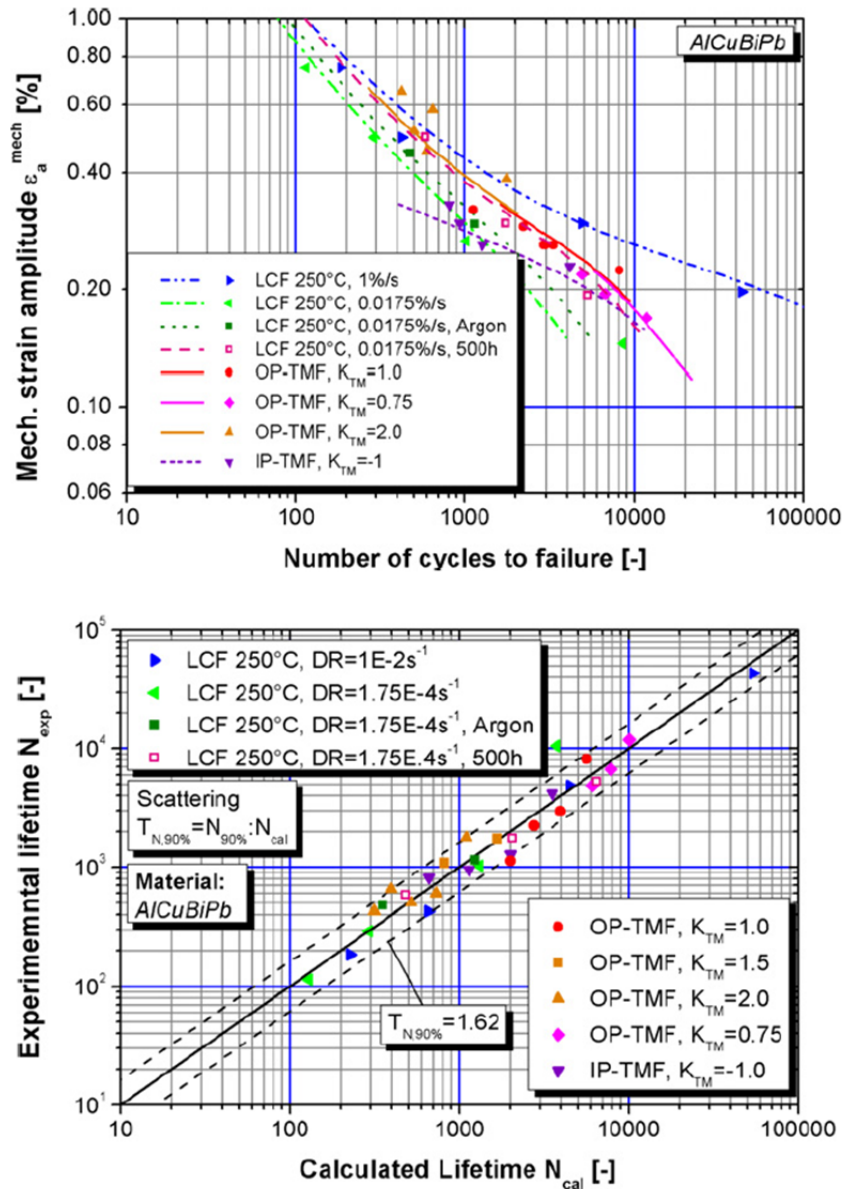 AlCuBiPb
1.00
0.80
0.60
0.40
0.20
0.10
0.08
0.06
Mech. strain amplitude ε_a^mech [%]
LCF 250°C, 1%/s
LCF 250°C, 0.0175%/s
LCF 250°C, 0.0175%/s, Argon
LCF 250°C, 0.0175%/s, 500h
OP-TMF, K_TM=1.0
OP-TMF, K_TM=0.75
OP-TMF, K_TM=2.0
IP-TMF, K_TM=-1
10 100 1000 10000 100000
Number of cycles to failure [-]
10^5
10^4
10^3
10^2
10^1
Experimemntal lifetime N_exp [-]
LCF 250°C, DR=1E-2s^-1
LCF 250°C, DR=1.75E-4s^-1
LCF 250°C, DR=1.75E-4s^-1, Argon
LCF 250°C, DR=1.75E.4s^-1, 500h
Scattering
T_N,90%=N_90%:N_cal
Material:
AlCuBiPb
T_N,90%=1.62
OP-TMF, K_TM=1.0
OP-TMF, K_TM=1.5
OP-TMF, K_TM=2.0
OP-TMF, K_TM=0.75
IP-TMF, K_TM=-1.0
10 100 1000 10000 100000
Calculated Lifetime N_cal [-]